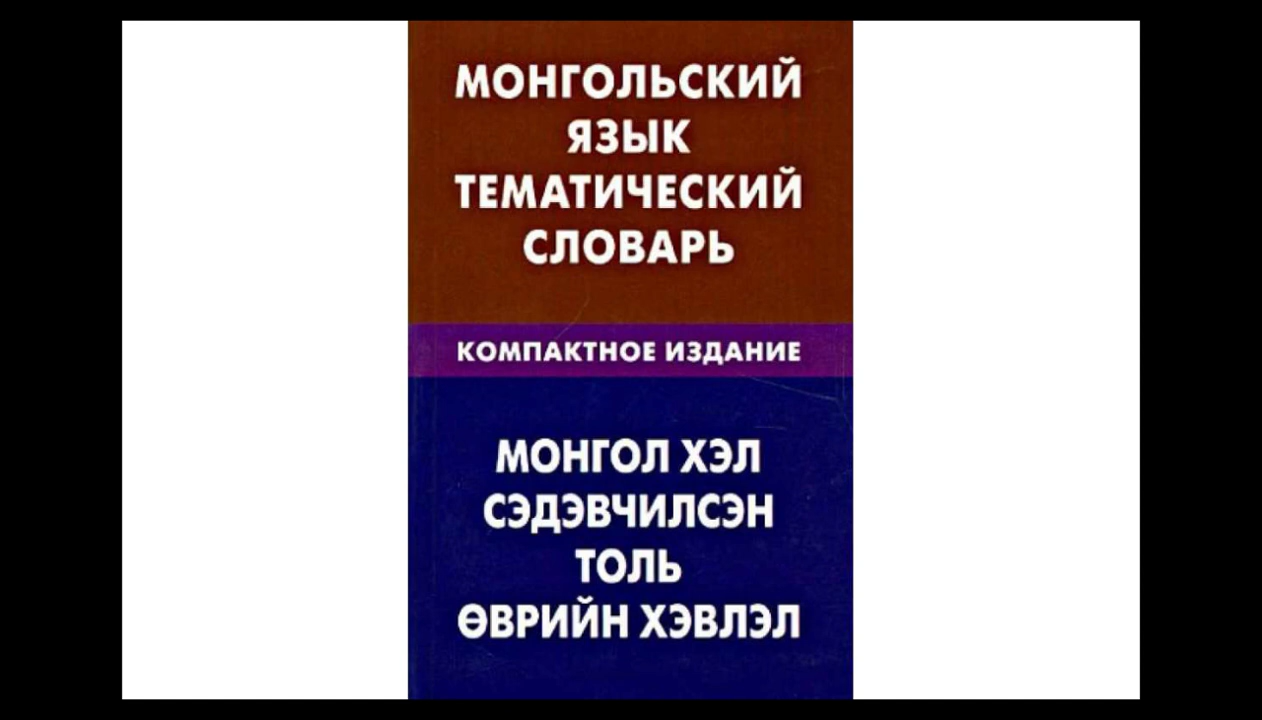 МОНГОЛЬСКИЙ
ЯЗЫК
ТЕМАТИЧЕСКИЙ
СЛОВАРЬ
КОМПАКТНОЕ ИЗДАНИЕ
МОНГОЛ ХЭЛ
СЭДЭВЧИЛСЭН
ТОЛЬ
ӨВРИЙН ХЭВЛЭЛ